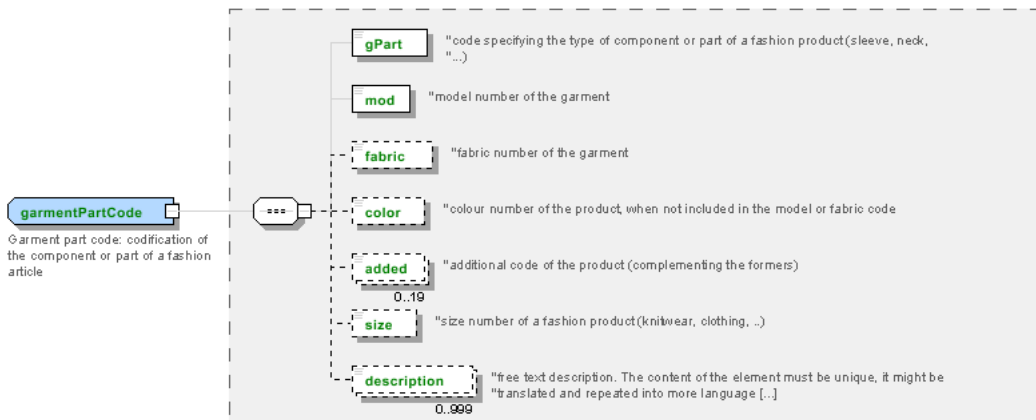 gPart
"code specifying the type of component or part of a fashion product (sleeve, neck,
"...)
mod
"model number of the garment
fabric
"fabric number of the garment
garmentPartCode
Garment part code: codification of
the component or part of a fashion
article
color
"colour number of the product, when not included in the model or fabric code
added
"additional code of the product (complementing the formers)
0..19
size
"size number of a fashion product (knitwear, clothing, ..)
description
"free text description. The content of the element must be unique, it might be
"translated and repeated into more language [...]
0..999